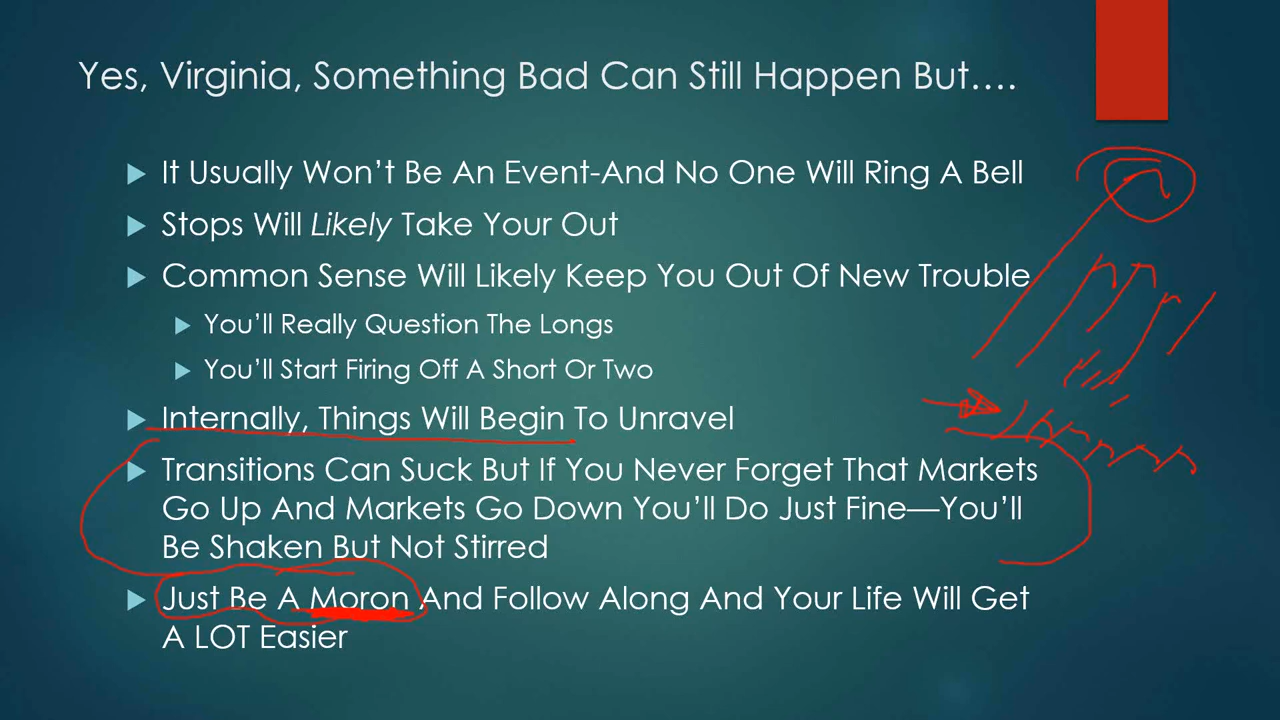 Yes, Virginia, Something Bad Can Still Happen But....
It Usually Won't Be An Event-And No One Will Ring A Bell
Stops Will Likely Take Your Out
Common Sense Will Likely Keep You Out Of New Trouble
You'll Really Question The Longs
You'll Start Firing Off A Short Or Two
Internally, Things Will Begin To Unravel
Transitions Can Suck But If You Never Forget That Markets
Go Up And Markets Go Down You'll Do Just Fine—You'll
Be Shaken But Not Stirred
Just Be A Moron And Follow Along And Your Life Will Get
A LOT Easier